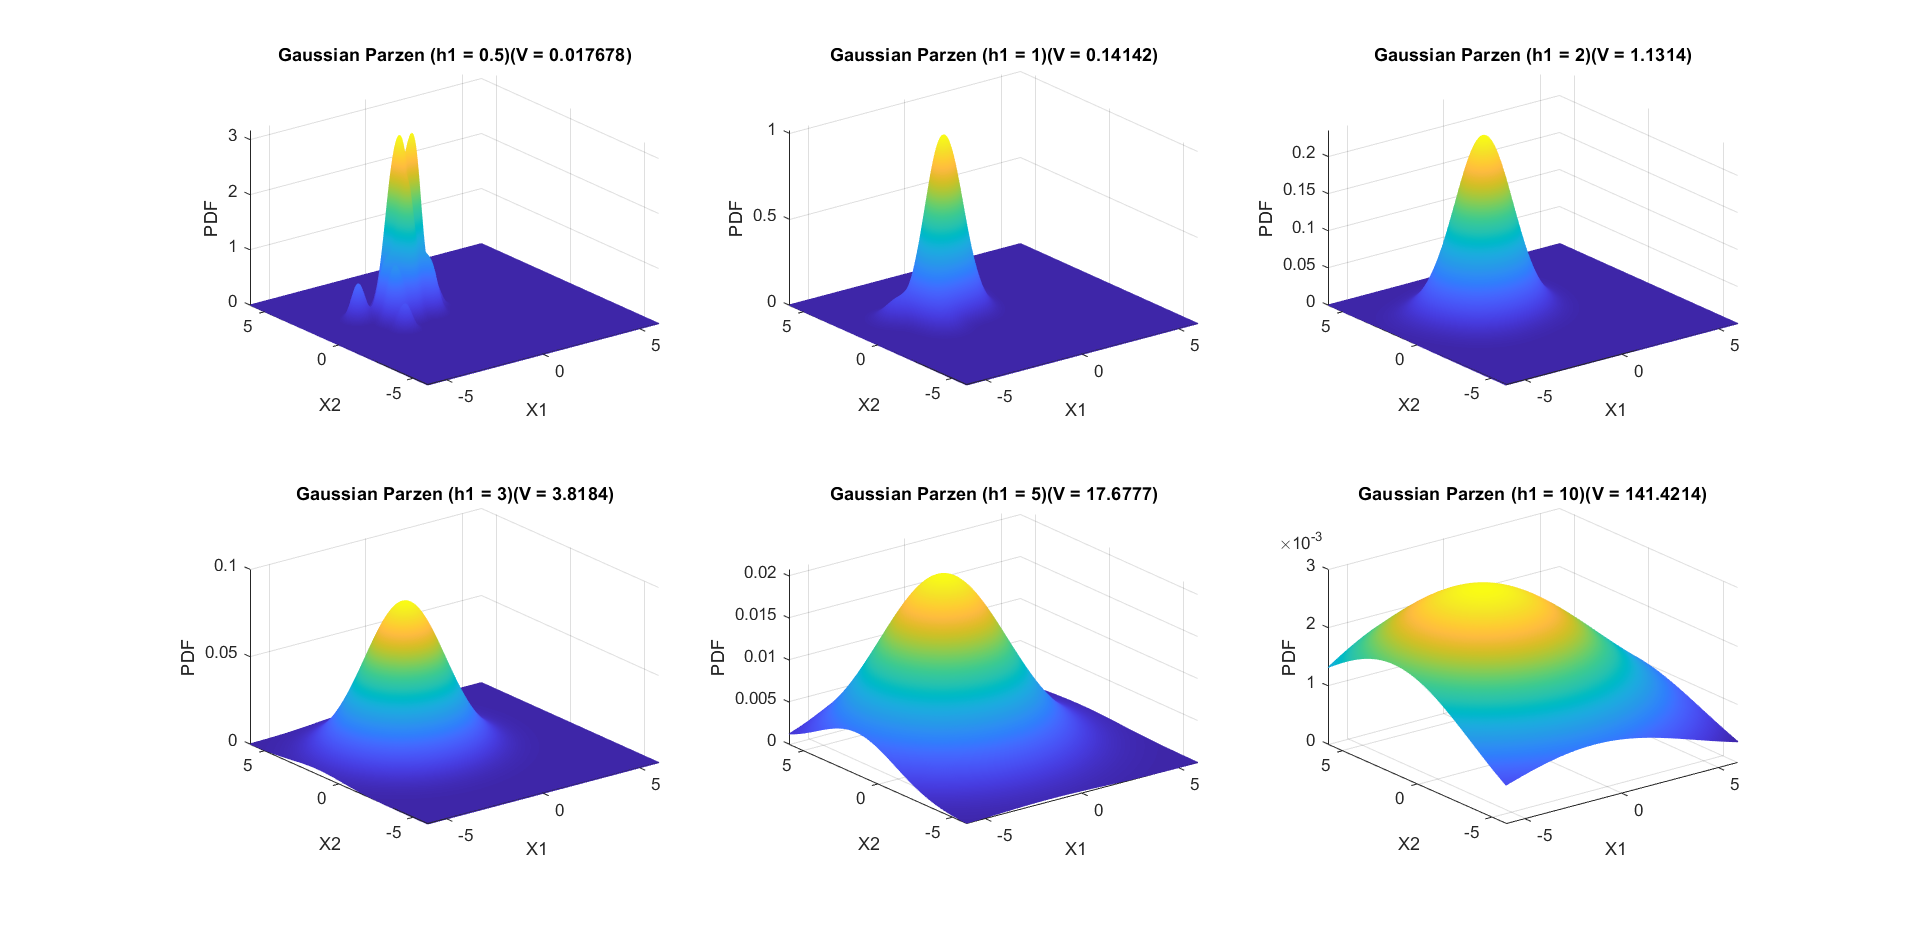 Gaussian Parzen (h1 = 0.5)(V = 0.017678)
3
2
1
0
PDF
5
0
-5
X2
-5
0
5
X1
Gaussian Parzen (h1 = 1)(V = 0.14142)
1
0.5
0
PDF
5
0
-5
X2
-5
0
5
X1
Gaussian Parzen (h1 = 2)(V = 1.1314)
0.2
0.15
0.1
0.05
0
PDF
5
0
-5
X2
-5
0
5
X1
Gaussian Parzen (h1 = 3)(V = 3.8184)
0.1
0.05
0
PDF
5
0
-5
X2
-5
0
5
X1
Gaussian Parzen (h1 = 5)(V = 17.6777)
0.02
0.015
0.01
0.005
0
PDF
5
0
-5
X2
-5
0
5
X1
Gaussian Parzen (h1 = 10)(V = 141.4214)
×10⁻³
3
2
1
0
PDF
5
0
-5
X2
-5
0
5
X1